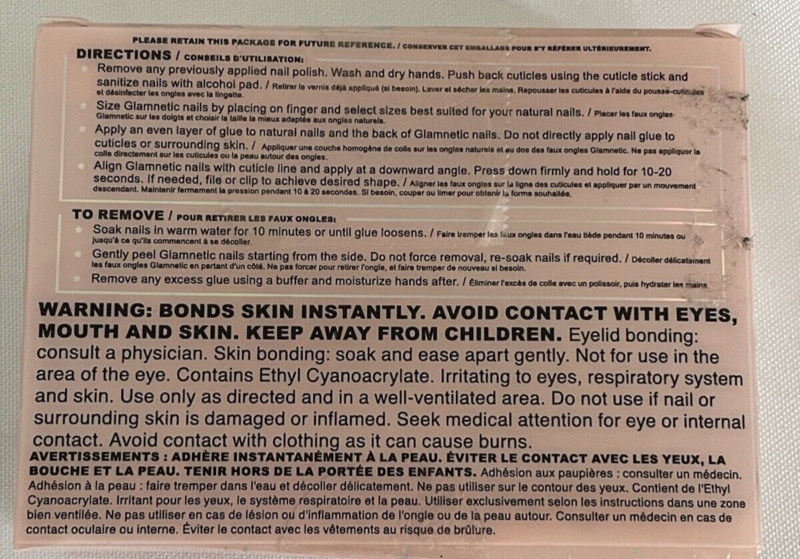 PLEASE RETAIN THIS PACKAGE FOR FUTURE REFERENCE. / CONSERVER CET EMBALLAGE POUR S'Y RÉFÉRER ULTÉRIEUREMENT.
DIRECTIONS / CONSEILS D'UTILISATION:
Remove any previously applied nail polish. Wash and dry hands. Push back cuticles using the cuticle stick and
sanitize nails with alcohol pad. / Retirer le vernis déjà appliqué (si besoin). Laver et sécher les mains. Repousser les cuticules à l'aide du pousse-cuticules
et désinfecter les ongles avec la lingette.
Size Glamnetic nails by placing on finger and select sizes best suited for your natural nails. / Placer les faux ongles
Glamnetic sur les doigts et choisir la taille la mieux adaptée aux ongles naturels.
Apply an even layer of glue to natural nails and the back of Glamnetic nails. Do not directly apply nail glue to
cuticles or surrounding skin. / Appliquer une couche homogène de colle sur les ongles naturels et au dos des faux ongles Glamnetic. Ne pas appliquer la
colle directement sur les cuticules ou la peau autour des ongles.
Align Glamnetic nails with cuticle line and apply at a downward angle. Press down firmly and hold for 10-20
seconds. If needed, file or clip to achieve desired shape. / Aligner les faux ongles sur la ligne des cuticules et appliquer par un mouvement
descendant. Maintenir fermement la pression pendant 10 à 20 secondes. Si besoin, couper ou limer pour obtenir la forme souhaitée.
TO REMOVE / POUR RETIRER LES FAUX ONGLES:
Soak nails in warm water for 10 minutes or until glue loosens. / Faire tremper les faux ongles dans l'eau tiède pendant 10 minutes ou
jusqu'à ce qu'ils commencent à se décoller.
Gently peel Glamnetic nails starting from the side. Do not force removal, re-soak nails if required. / Décoller délicatement
les faux ongles Glamnetic en partant d'un côté. Ne pas forcer pour retirer l'ongle, et faire tremper de nouveau si besoin.
Remove any excess glue using a buffer and moisturize hands after. / Éliminer l'excès de colle avec un polissoir, puis hydrater les mains.
WARNING: BONDS SKIN INSTANTLY. AVOID CONTACT WITH EYES,
MOUTH AND SKIN. KEEP AWAY FROM CHILDREN. Eyelid bonding:
consult a physician. Skin bonding: soak and ease apart gently. Not for use in the
area of the eye. Contains Ethyl Cyanoacrylate. Irritating to eyes, respiratory system
and skin. Use only as directed and in a well-ventilated area. Do not use if nail or
surrounding skin is damaged or inflamed. Seek medical attention for eye or internal
contact. Avoid contact with clothing as it can cause burns.
AVERTISSEMENTS : ADHÈRE INSTANTANÉMENT À LA PEAU. ÉVITER LE CONTACT AVEC LES YEUX, LA
BOUCHE ET LA PEAU. TENIR HORS DE LA PORTÉE DES ENFANTS. Adhésion aux paupières : consulter un médecin.
Adhésion à la peau : faire tremper dans l'eau et décoller délicatement. Ne pas utiliser sur le contour des yeux. Contient de l'Ethyl
Cyanoacrylate. Irritant pour les yeux, le système respiratoire et la peau. Utiliser exclusivement selon les instructions dans une zone
bien ventilée. Ne pas utiliser en cas de lésion ou d'inflammation de l'ongle ou de la peau autour. Consulter un médecin en cas de
contact oculaire ou interne. Éviter le contact avec les vêtements au risque de brûlure.